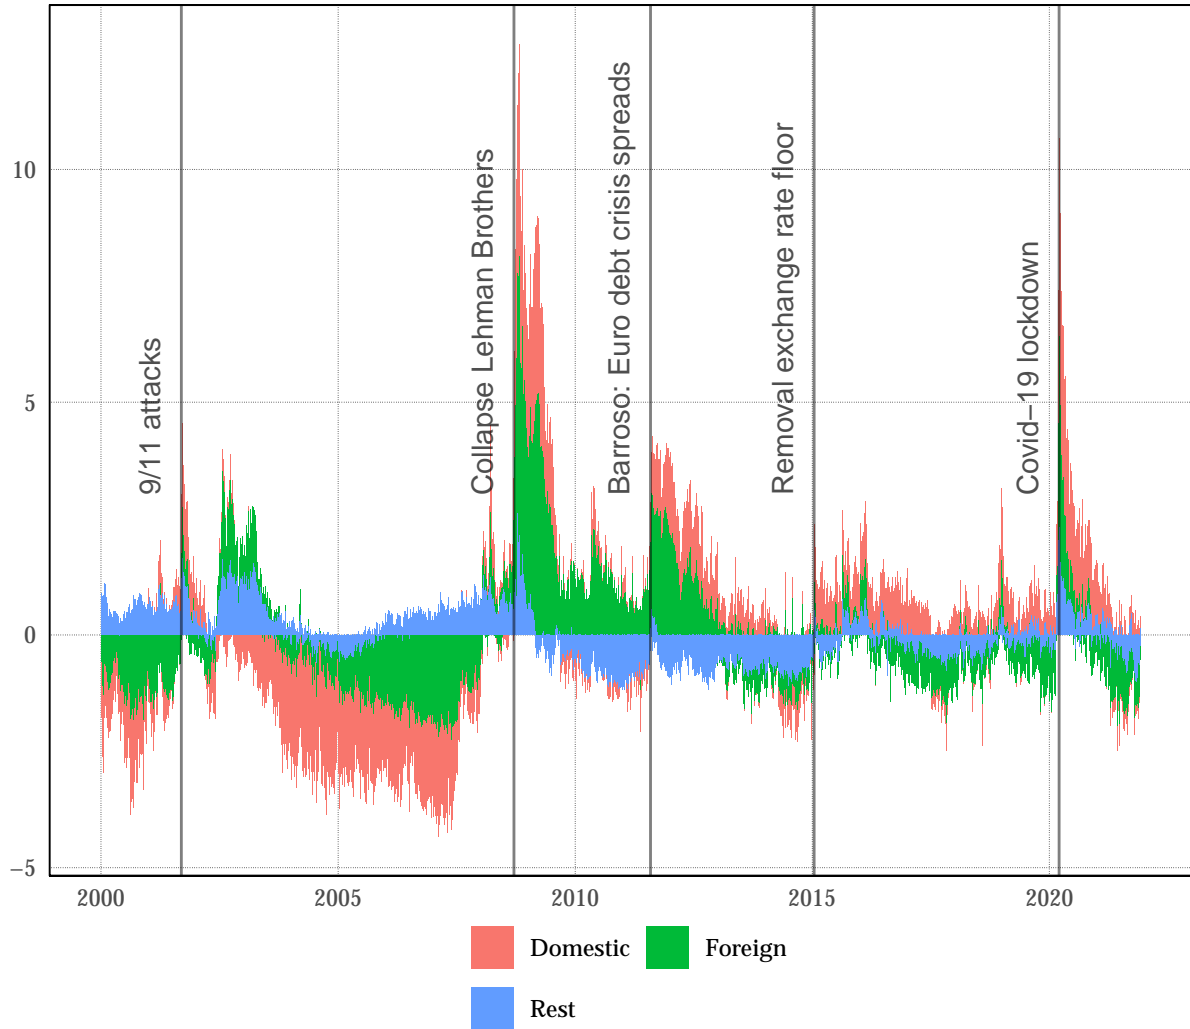 10
5
0
−5
9/11 attacks
Collapse Lehman Brothers
Barroso: Euro debt crisis spreads
Removal exchange rate floor
Covid−19 lockdown
2000
2005
2010
2015
2020
Domestic
Foreign
Rest